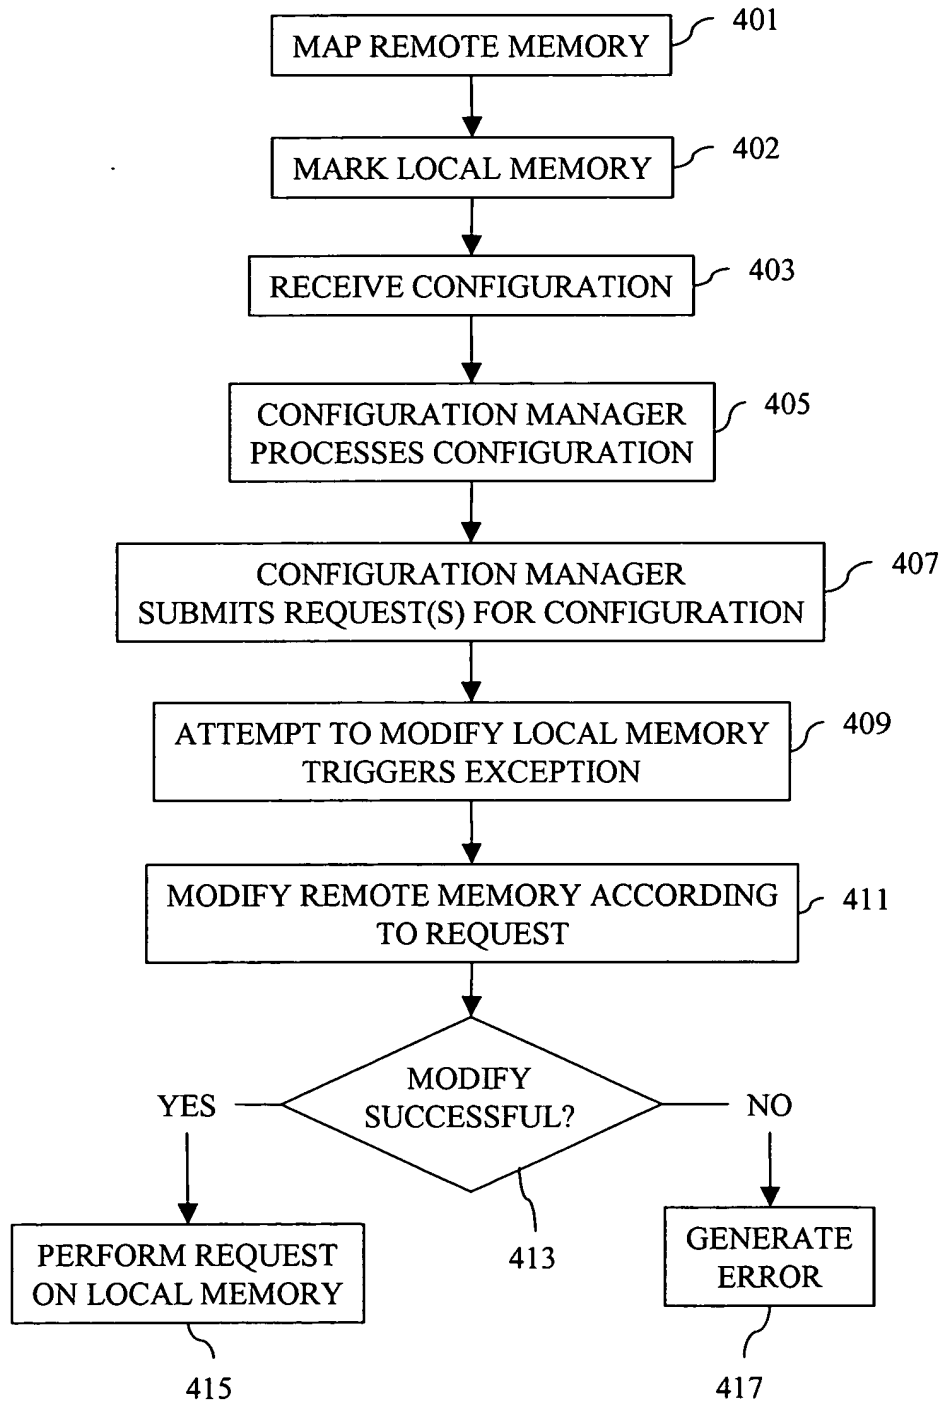 401
MAP REMOTE MEMORY
402
MARK LOCAL MEMORY
403
RECEIVE CONFIGURATION
405
CONFIGURATION MANAGER
PROCESSES CONFIGURATION
407
CONFIGURATION MANAGER
SUBMITS REQUEST(S) FOR CONFIGURATION
409
ATTEMPT TO MODIFY LOCAL MEMORY
TRIGGERS EXCEPTION
411
MODIFY REMOTE MEMORY ACCORDING
TO REQUEST
MODIFY
SUCCESSFUL?
YES
NO
413
PERFORM REQUEST
ON LOCAL MEMORY
GENERATE
ERROR
415
417